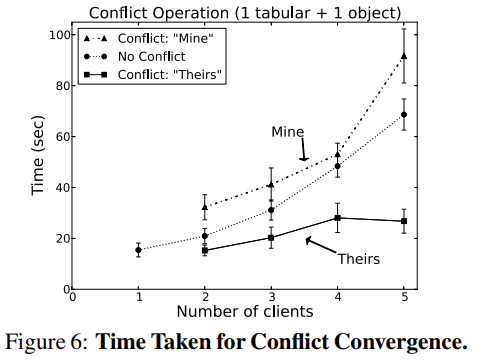 Conflict Operation (1 tabular + 1 object)
Conflict: "Mine"
No Conflict
Conflict: "Theirs"
Time (sec)
100
80
60
40
20
0
Mine
Theirs
0 1 2 3 4 5
Number of clients
Figure 6: Time Taken for Conflict Convergence.